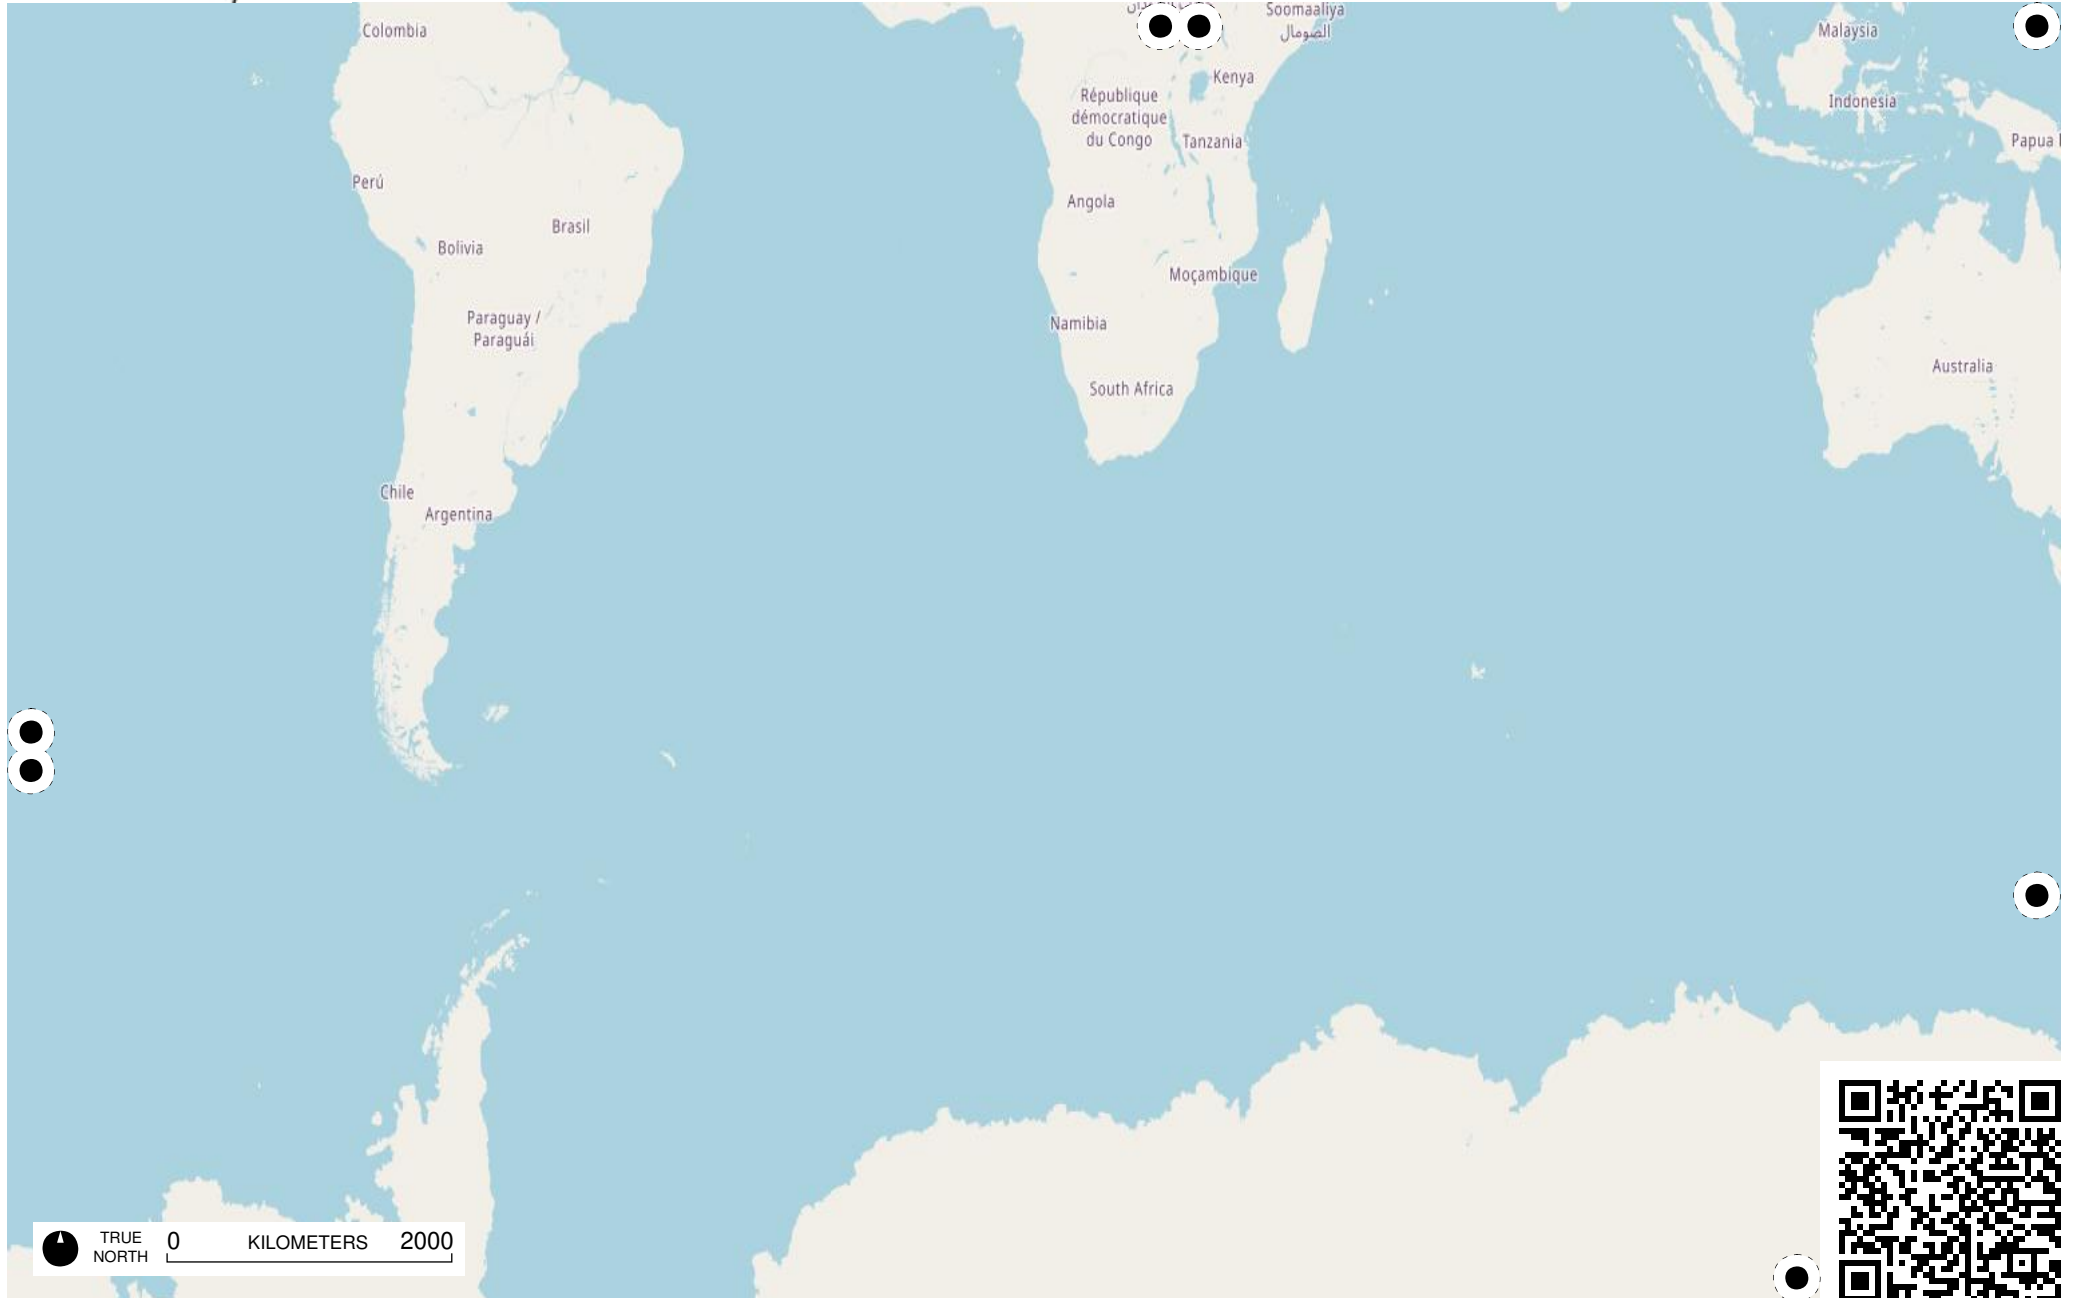 Colombia
Soomaaliya
الصومال
Malaysia
Kenya
République
démocratique
du Congo
Indonesia
Tanzania
Papua
Perú
Angola
Brasil
Bolivia
Moçambique
Paraguay /
Paraguái
Namibia
Australia
South Africa
Chile
Argentina
TRUE
NORTH
0 KILOMETERS 2000